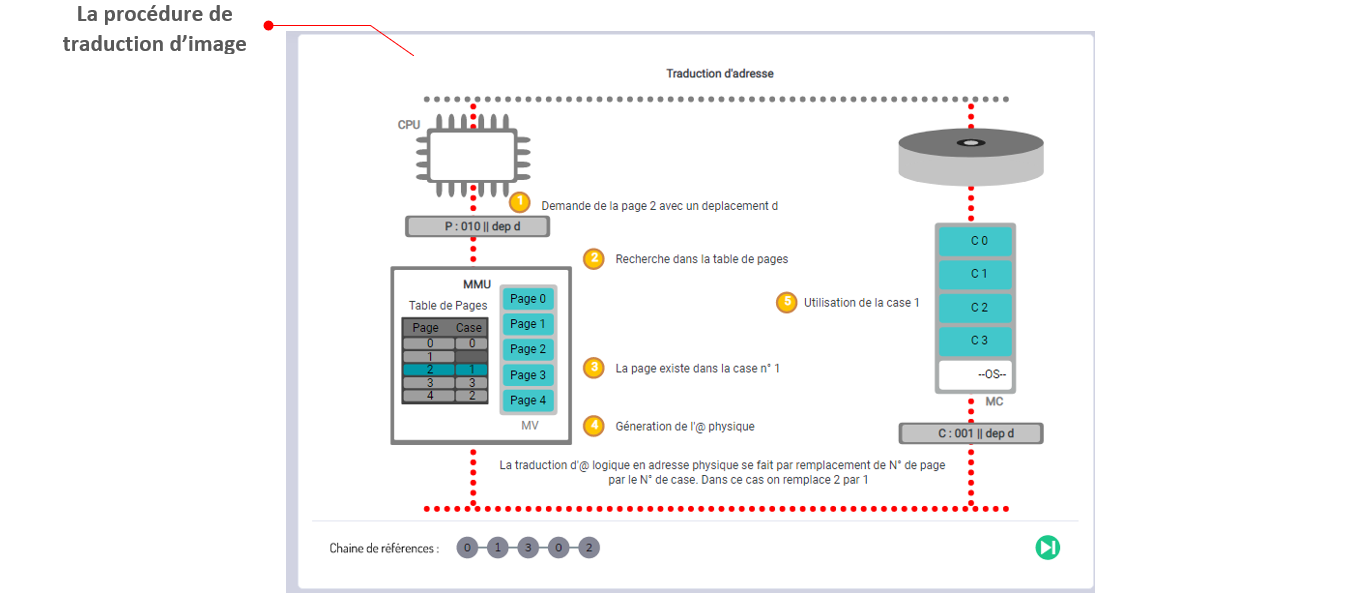 La procédure de
traduction d'image
Traduction d'adresse
CPU
1 Demande de la page 2 avec un deplacement d
P : 010 || dep d
2 Recherche dans la table de pages
MMU
Table de Pages
Page Case
0 0
1
2 1
3 3
4 2
Page 0
Page 1
Page 2
Page 3
Page 4
MV
3 La page existe dans la case n° 1
4 Géneration de l'@ physique
5 Utilisation de la case 1
C 0
C 1
C 2
C 3
--OS--
MC
C : 001 || dep d
La traduction d'@ logique en adresse physique se fait par remplacement de N° de page
par le N° de case. Dans ce cas on remplace 2 par 1
Chaine de références : 0 1 3 0 2